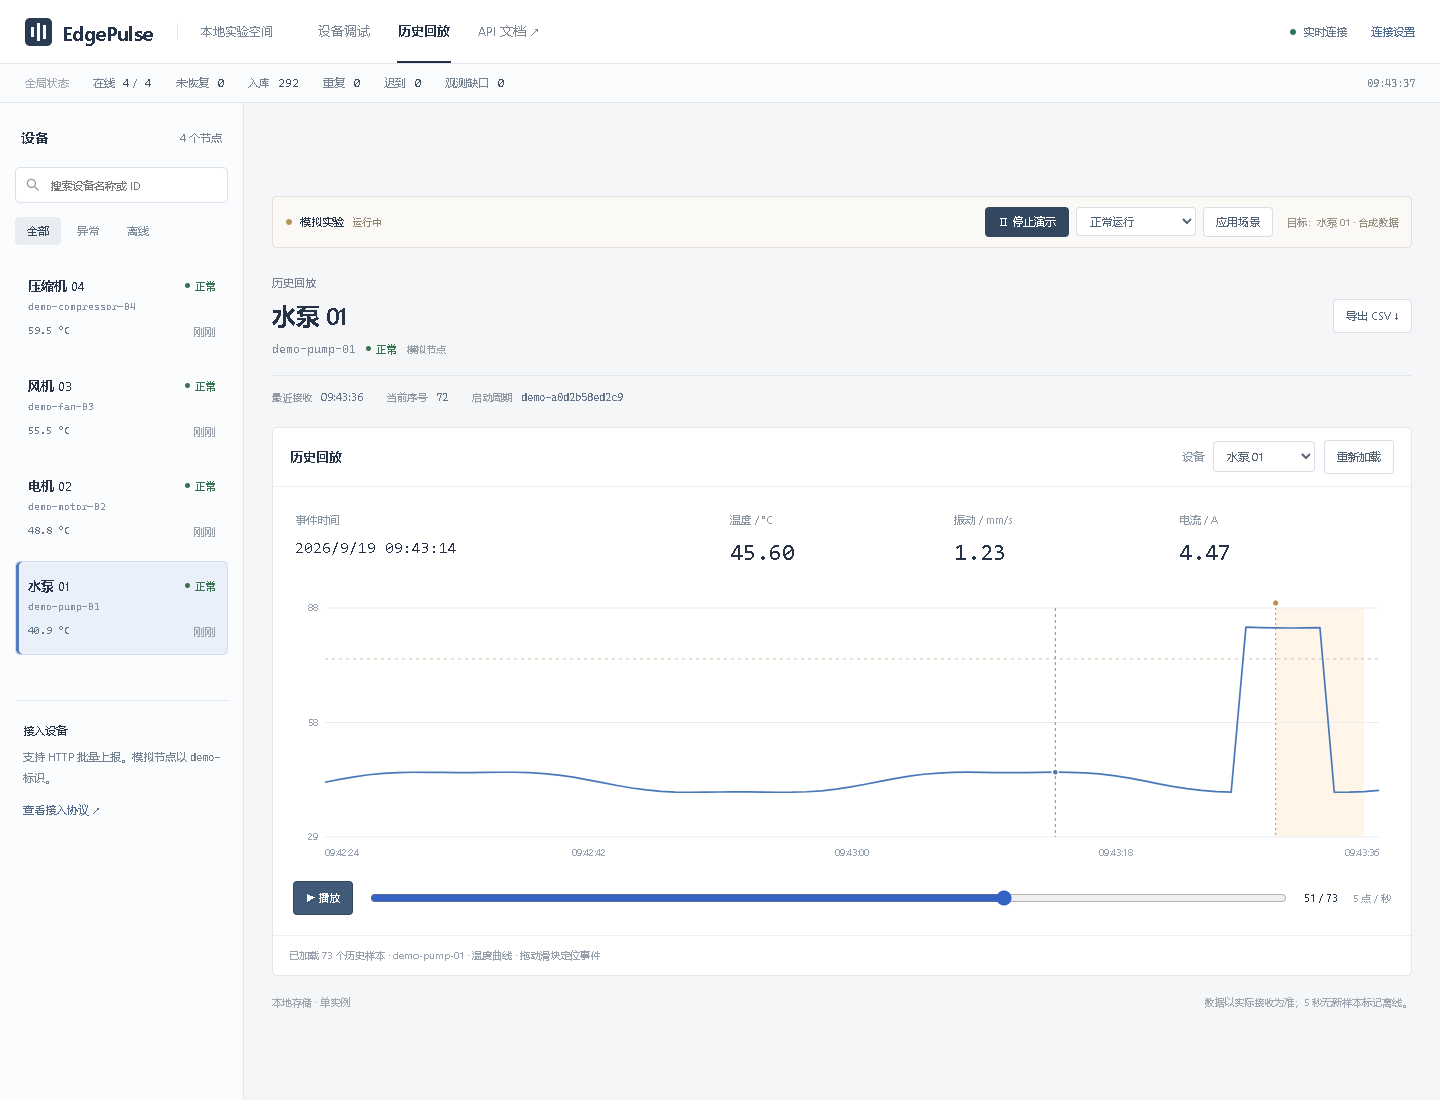 EdgePulse
本地实验空间
设备调试
历史回放
API 文档 ↗
实时连接
连接设置
全局状态
在线 4 / 4
未恢复 0
入库 292
重复 0
迟到 0
观测缺口 0
09:43:37
设备
4 个节点
搜索设备名称或 ID
全部
异常
离线
压缩机 04
正常
demo-compressor-04
59.5 °C
刚刚
风机 03
正常
demo-fan-03
55.5 °C
刚刚
电机 02
正常
demo-motor-02
48.8 °C
刚刚
水泵 01
正常
demo-pump-01
40.9 °C
刚刚
接入设备
支持 HTTP 批量上报。模拟节点以 demo-
标识。
查看接入协议 ↗
模拟实验 运行中
停止演示
正常运行
应用场景
目标：水泵 01 · 合成数据
历史回放
水泵 01
导出 CSV ↓
demo-pump-01
正常
模拟节点
最近接收 09:43:36
当前序号 72
启动周期 demo-a0d2b58ed2c9
历史回放
设备
水泵 01
重新加载
事件时间
2026/9/19 09:43:14
温度 / °C
45.60
振动 / mm/s
1.23
电流 / A
4.47
88
58
29
09:42:24
09:42:42
09:43:00
09:43:18
09:43:36
▶ 播放
51 / 73
5 点 / 秒
已加载 73 个历史样本 · demo-pump-01 · 温度曲线 · 拖动滑块定位事件
本地存储 · 单实例
数据以实际接收为准；5 秒无新样本标记离线。